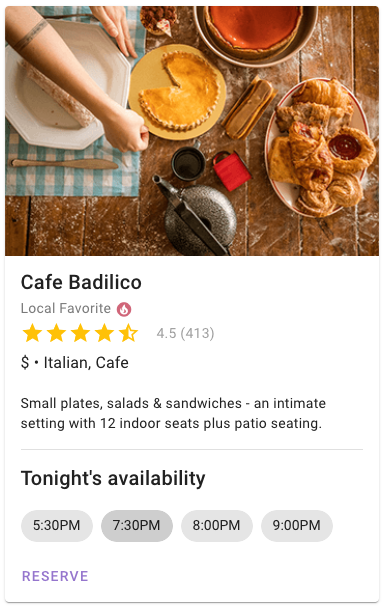 Cafe Badilico
Local Favorite
4.5 (413)
$ • Italian, Cafe
Small plates, salads & sandwiches - an intimate
setting with 12 indoor seats plus patio seating.
Tonight's availability
5:30PM 7:30PM 8:00PM 9:00PM
RESERVE